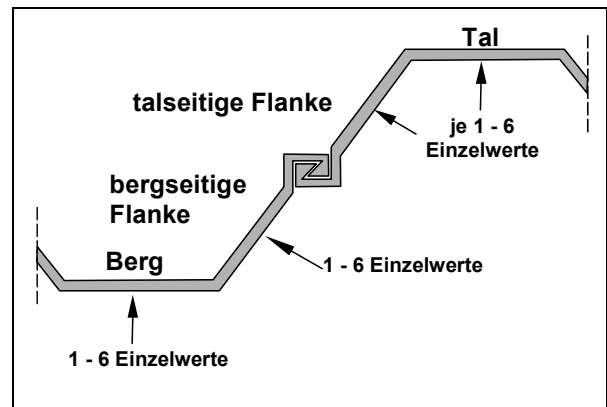 Tal
talseitige Flanke
je 1 - 6
Einzelwerte
bergseitige
Flanke
Berg
1 - 6 Einzelwerte
1 - 6 Einzelwerte